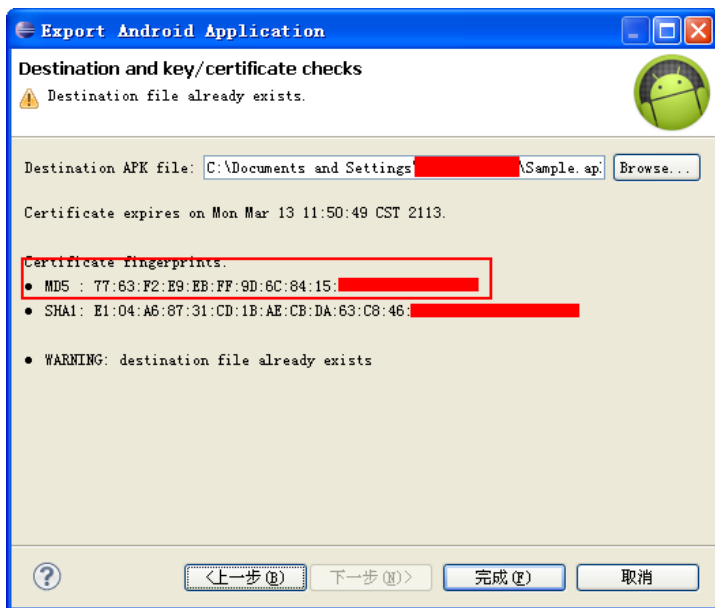 Export Android Application
Destination and key/certificate checks
Destination file already exists.
Destination APK file: C:\Documents and Settings \Sample.ap Browse...
Certificate expires on Mon Mar 13 11:50:49 CST 2113.
Certificate fingerprints.
• MD5 : 77:63:F2:E9:EB:FF:9D:6C:84:15:
• SHA1: E1:04:A6:87:31:CD:1B:AE:CB:DA:63:C8:46:
• WARNING: destination file already exists
? <上一步(B) 下一步(N)> 完成(F) 取消